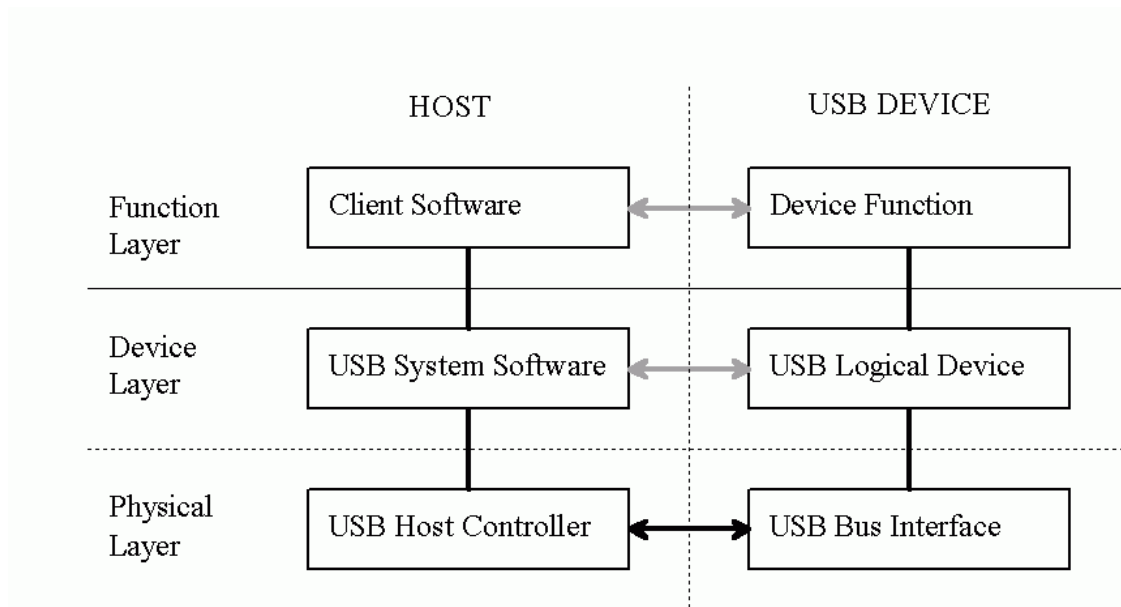 HOST
USB DEVICE
Function
Layer
Client Software
Device Function
Device
Layer
USB System Software
USB Logical Device
Physical
Layer
USB Host Controller
USB Bus Interface